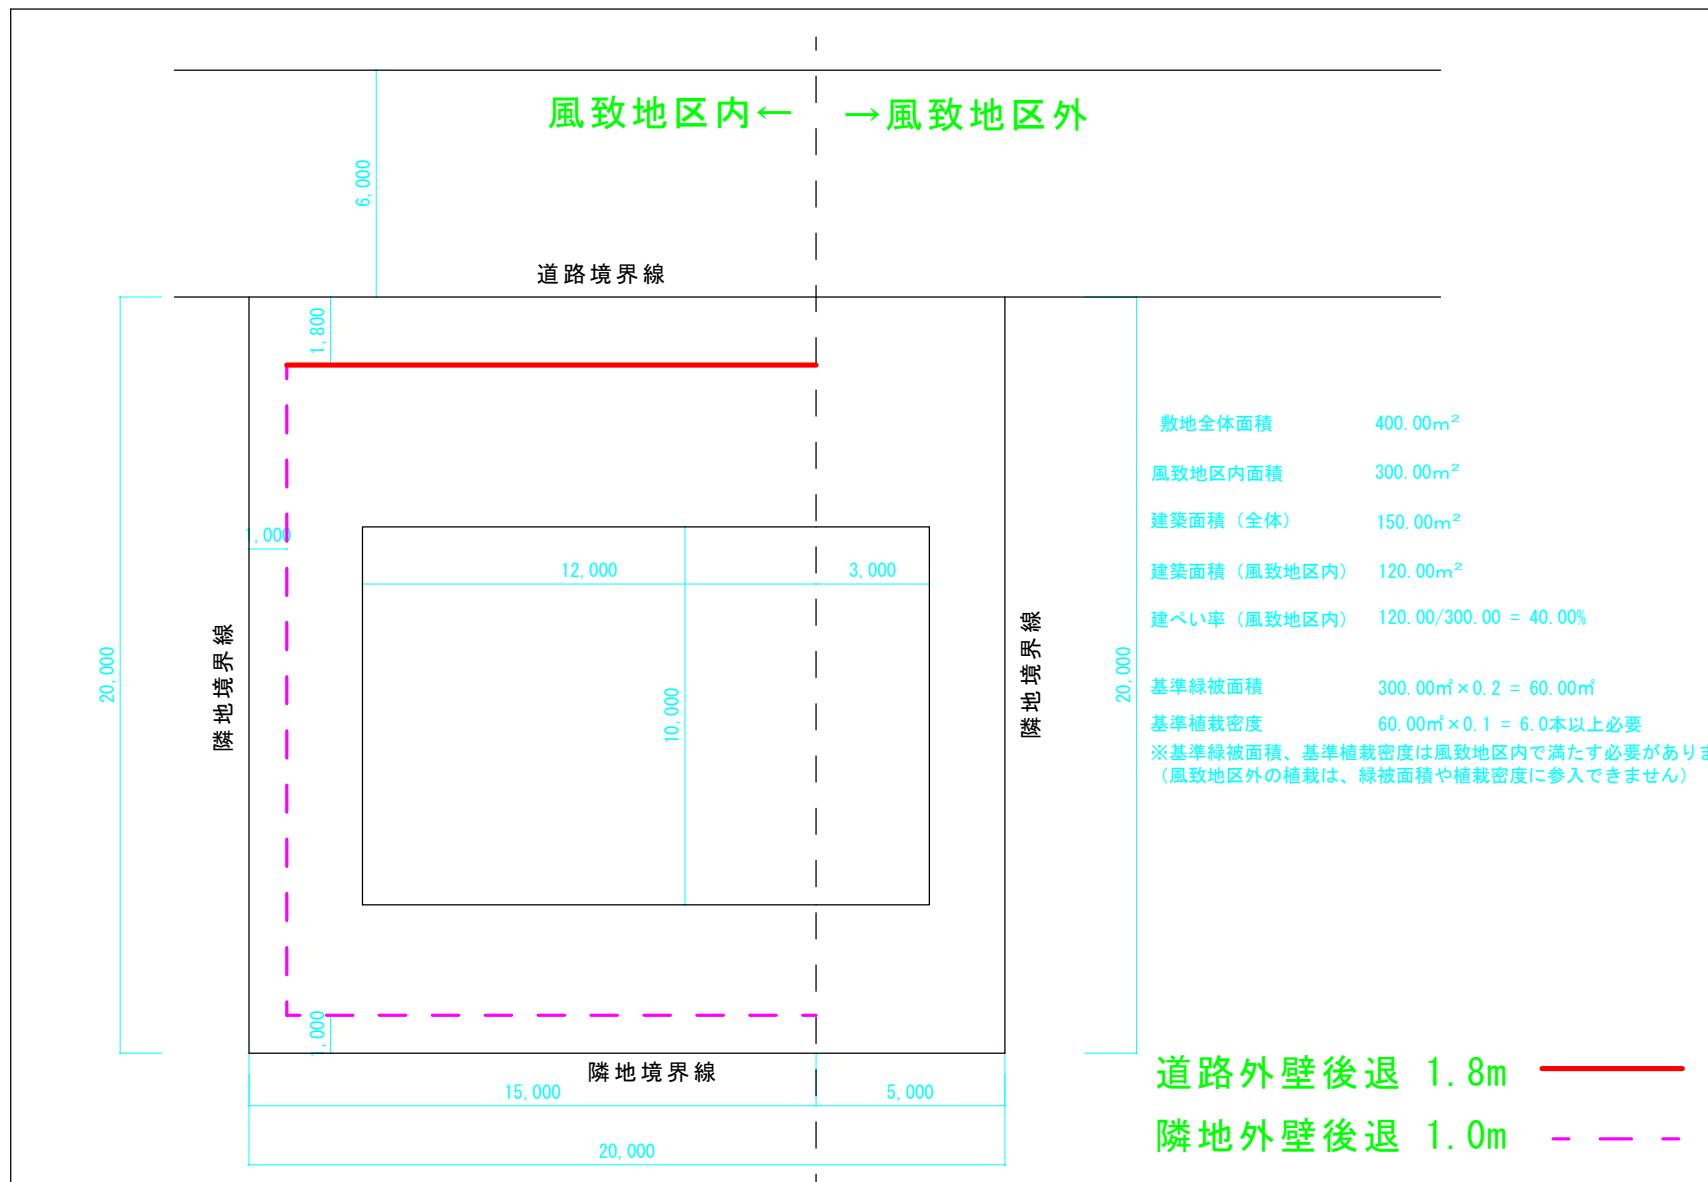 風致地区内← →風致地区外
6,000
道路境界線
1,800
敷地全体面積 400.00m²
風致地区内面積 300.00m²
建築面積（全体） 150.00m²
1,000
12,000 3,000
建築面積（風致地区内） 120.00m²
建ぺい率（風致地区内） 120.00/300.00 = 40.00%
隣地境界線
隣地境界線
20,000
20,000
10,000
基準緑被面積 300.00㎡×0.2 = 60.00㎡
基準植栽密度 60.00㎡×0.1 = 6.0本以上必要
※基準緑被面積、基準植栽密度は風致地区内で満たす必要がありま
（風致地区外の植栽は、緑被面積や植栽密度に参入できません）
1,000
隣地境界線
道路外壁後退 1.8m
15,000 5,000
隣地外壁後退 1.0m
20,000